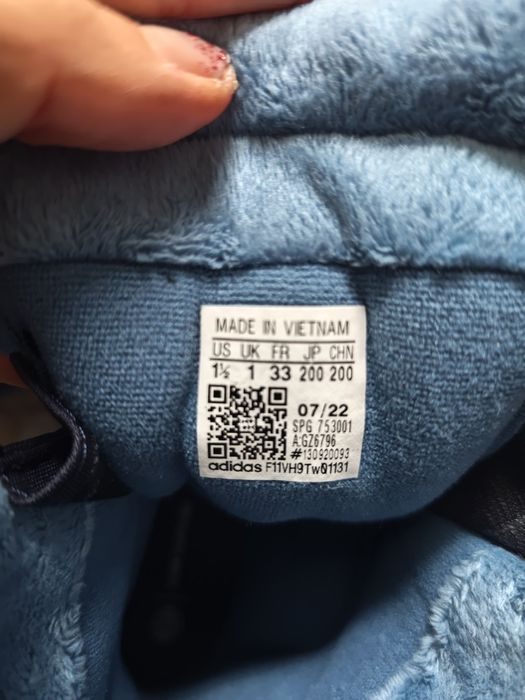 MADE IN VIETNAM
US UK FR JP CHN
1½ 1 33 200 200
07/22
SPG 753001
A:GZ6796
#130920093
adidas F11VH9Tw01131